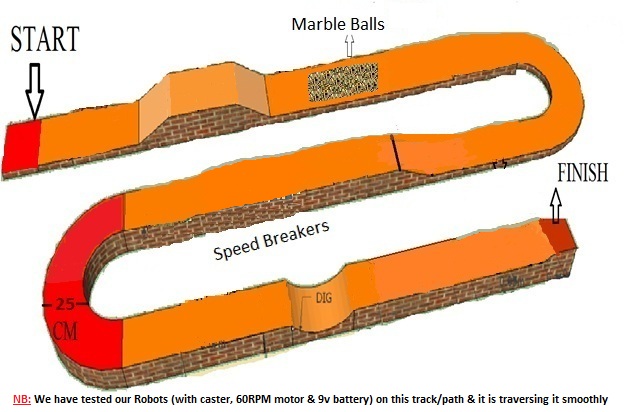 Marble Balls
START
FINISH
Speed Breakers
25
CM
DIG
NB: We have tested our Robots (with caster, 60RPM motor & 9v battery) on this track/path & it is traversing it smoothly